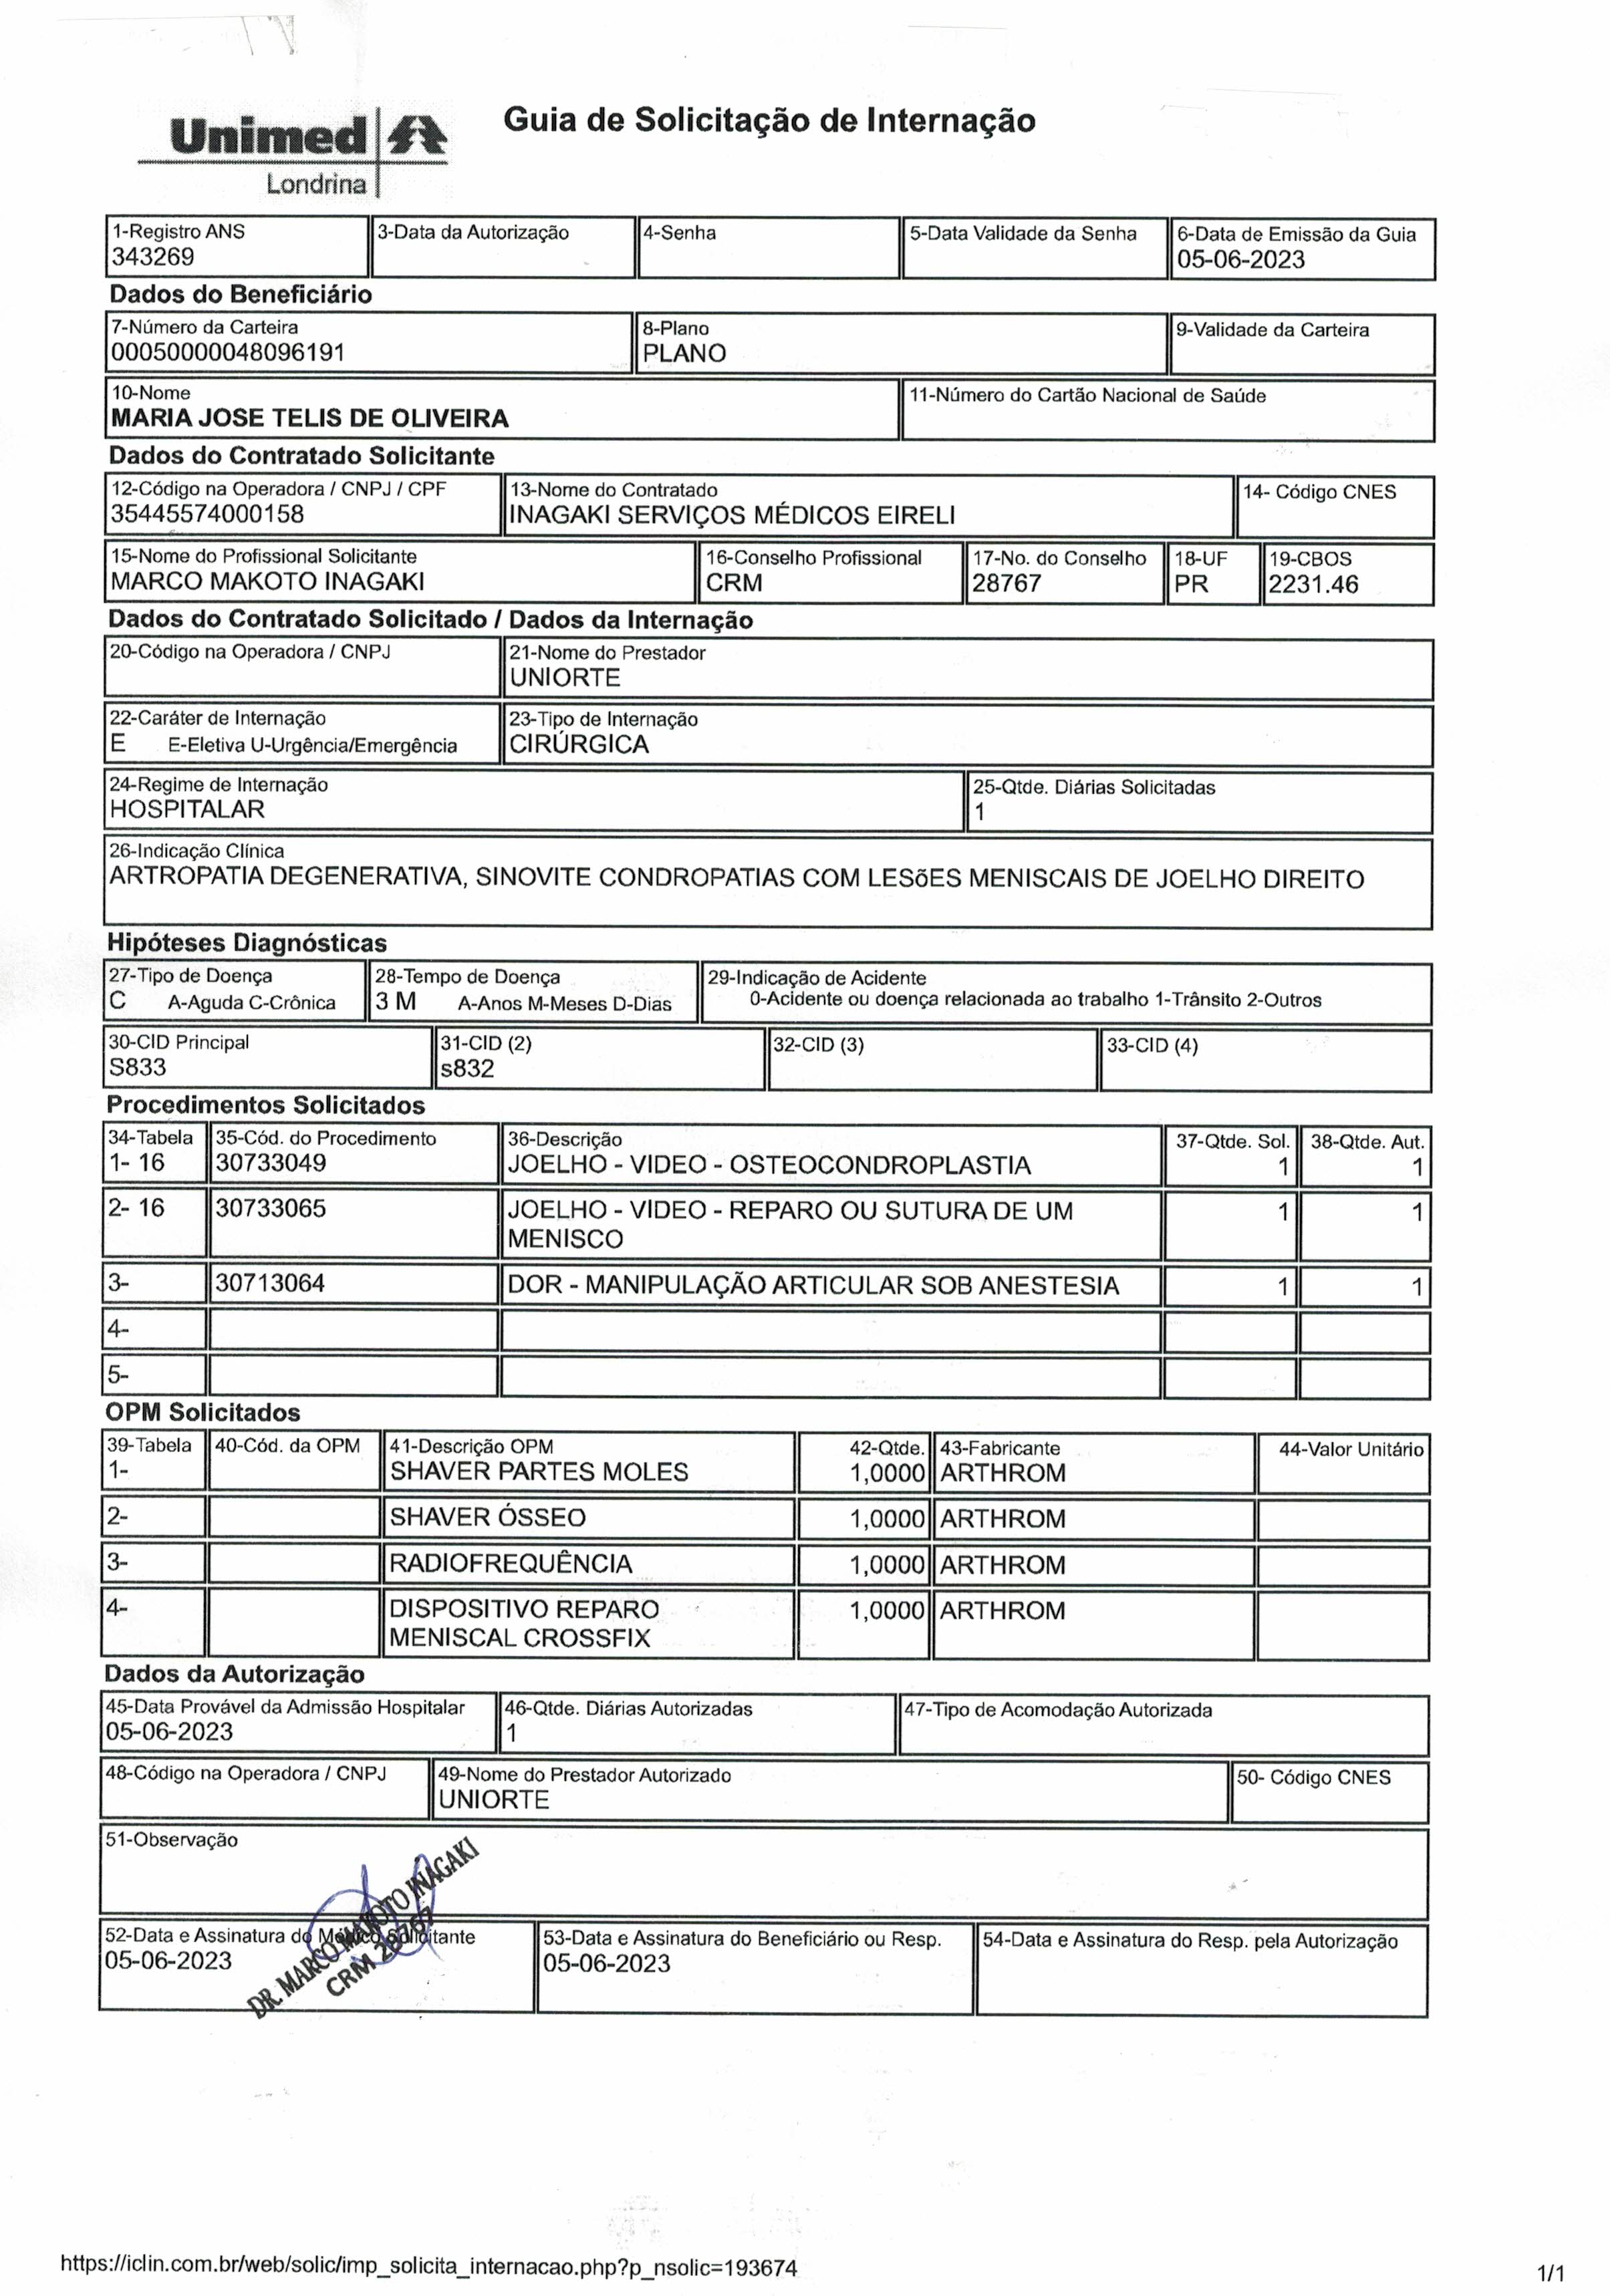 Unimed
Londrina
Guia de Solicitação de Internação
1-Registro ANS
343269
3-Data da Autorização
4-Senha
5-Data Validade da Senha
6-Data de Emissão da Guia
05-06-2023
Dados do Beneficiário
7-Número da Carteira
00050000048096191
8-Plano
PLANO
9-Validade da Carteira
10-Nome
MARIA JOSE TELIS DE OLIVEIRA
11-Número do Cartão Nacional de Saúde
Dados do Contratado Solicitante
12-Código na Operadora / CNPJ / CPF
35445574000158
13-Nome do Contratado
INAGAKI SERVIÇOS MÉDICOS EIRELI
14- Código CNES
15-Nome do Profissional Solicitante
MARCO MAKOTO INAGAKI
16-Conselho Profissional
CRM
17-No. do Conselho
28767
18-UF
PR
19-CBOS
2231.46
Dados do Contratado Solicitado / Dados da Internação
20-Código na Operadora / CNPJ
21-Nome do Prestador
UNIORTE
22-Caráter de Internação
E E-Eletiva U-Urgência/Emergência
23-Tipo de Internação
CIRÚRGICA
24-Regime de Internação
HOSPITALAR
25-Qtde. Diárias Solicitadas
1
26-Indicação Clínica
ARTROPATIA DEGENERATIVA, SINOVITE CONDROPATIAS COM LESõES MENISCAIS DE JOELHO DIREITO
Hipóteses Diagnósticas
27-Tipo de Doença
C A-Aguda C-Crônica
28-Tempo de Doença
3 M A-Anos M-Meses D-Dias
29-Indicação de Acidente
0-Acidente ou doença relacionada ao trabalho 1-Trânsito 2-Outros
30-CID Principal
S833
31-CID (2)
s832
32-CID (3)
33-CID (4)
Procedimentos Solicitados
34-Tabela 35-Cód. do Procedimento 36-Descrição 37-Qtde. Sol. 38-Qtde. Aut.
1- 16 30733049 JOELHO - VIDEO - OSTEOCONDROPLASTIA 1 1
2- 16 30733065 JOELHO - VIDEO - REPARO OU SUTURA DE UM 1 1
MENISCO
3- 30713064 DOR - MANIPULAÇÃO ARTICULAR SOB ANESTESIA 1 1
4-
5-
OPM Solicitados
39-Tabela 40-Cód. da OPM 41-Descrição OPM 42-Qtde. 43-Fabricante 44-Valor Unitário
1- SHAVER PARTES MOLES 1,0000 ARTHROM
2- SHAVER ÓSSEO 1,0000 ARTHROM
3- RADIOFREQUÊNCIA 1,0000 ARTHROM
4- DISPOSITIVO REPARO 1,0000 ARTHROM
MENISCAL CROSSFIX
Dados da Autorização
45-Data Provável da Admissão Hospitalar
05-06-2023
46-Qtde. Diárias Autorizadas
1
47-Tipo de Acomodação Autorizada
48-Código na Operadora / CNPJ
49-Nome do Prestador Autorizado
UNIORTE
50- Código CNES
51-Observação
52-Data e Assinatura do Médico Solicitante
05-06-2023
DR. MARCO MAKOTO INAGAKI
CRM 28767
53-Data e Assinatura do Beneficiário ou Resp.
05-06-2023
54-Data e Assinatura do Resp. pela Autorização
https://iclin.com.br/web/solic/imp_solicita_internacao.php?p_nsolic=193674
1/1